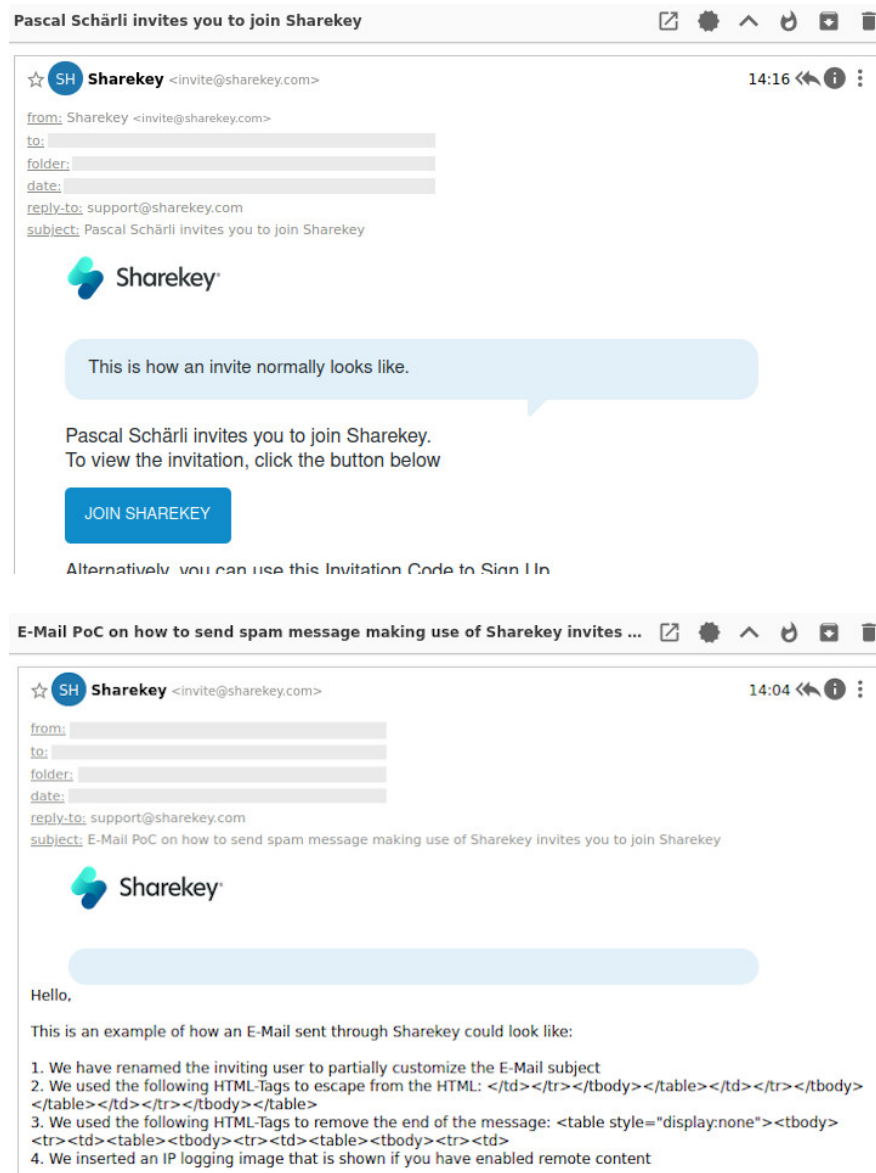 Pascal Schärli invites you to join Sharekey
SH Sharekey <invite@sharekey.com> 14:16
from: Sharekey <invite@sharekey.com>
to:
folder:
date:
reply-to: support@sharekey.com
subject: Pascal Schärli invites you to join Sharekey
Sharekey
This is how an invite normally looks like.
Pascal Schärli invites you to join Sharekey.
To view the invitation, click the button below
JOIN SHAREKEY
Alternatively, you can use this Invitation Code to Sign Up
E-Mail PoC on how to send spam message making use of Sharekey invites ...
SH Sharekey <invite@sharekey.com> 14:04
from:
to:
folder:
date:
reply-to: support@sharekey.com
subject: E-Mail PoC on how to send spam message making use of Sharekey invites you to join Sharekey
Sharekey
Hello,
This is an example of how an E-Mail sent through Sharekey could look like:
1. We have renamed the inviting user to partially customize the E-Mail subject
2. We used the following HTML-Tags to escape from the HTML: </td></tr></tbody></table></td></tr></tbody>
</table></td></tr></tbody></table>
3. We used the following HTML-Tags to remove the end of the message: <table style="display:none"><tbody>
<tr><td><table><tbody><tr><td><table><tbody><tr><td>
4. We inserted an IP logging image that is shown if you have enabled remote content